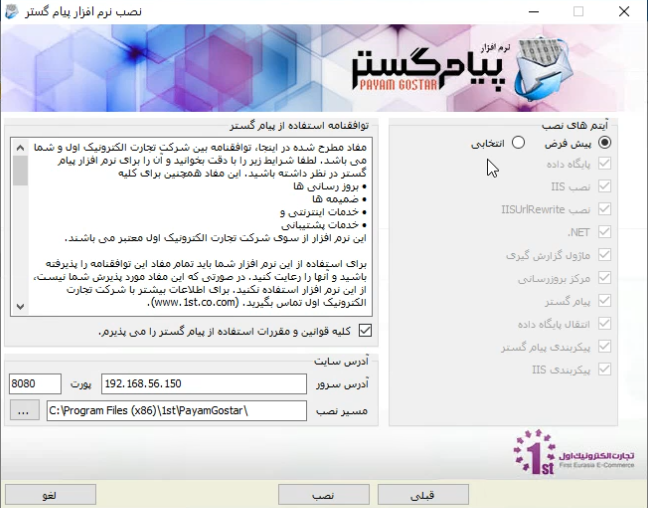 نصب نرم افزار پیام گستر
نرم افزار
پیام گستر
PAYAM GOSTAR
آیتم های نصب
پیش فرض
انتخابی
پایگاه داده
نصب IIS
نصب IISUrlRewrite
.NET
ماژول گزارش گیری
مرکز بروزرسانی
پیام گستر
انتقال پایگاه داده
پیکربندی پیام گستر
پیکربندی IIS
توافقنامه استفاده از پیام گستر
مفاد مطرح شده در اینجا، توافقنامه بین شرکت تجارت الکترونیک اول و شما
می باشد. لطفا شرایط زیر را با دقت بخوانید و آن را برای نرم افزار پیام
گستر در نظر داشته باشید. این مفاد همچنین برای کلیه
• بروز رسانی ها
• ضمیمه ها
• خدمات اینترنتی و
• خدمات پشتیبانی
این نرم افزار از سوی شرکت تجارت الکترونیک اول معتبر می باشند.
برای استفاده از این نرم افزار شما باید تمام مفاد این توافقنامه را پذیرفته
باشید و آنها را رعایت کنید. در صورتی که این مفاد مورد پذیرش شما نیست،
از این نرم افزار استفاده نکنید. برای اطلاعات بیشتر با شرکت تجارت
الکترونیک اول تماس بگیرید. (www.1st.co.com).
کلیه قوانین و مقررات استفاده از پیام گستر را می پذیرم.
آدرس سایت
آدرس سرور 192.168.56.150 پورت 8080
مسیر نصب C:\Program Files (x86)\1st\PayamGostar\ ...
1st
تجارت الکترونیک اول
First Eurasia E-Commerce
قبلی
نصب
لغو